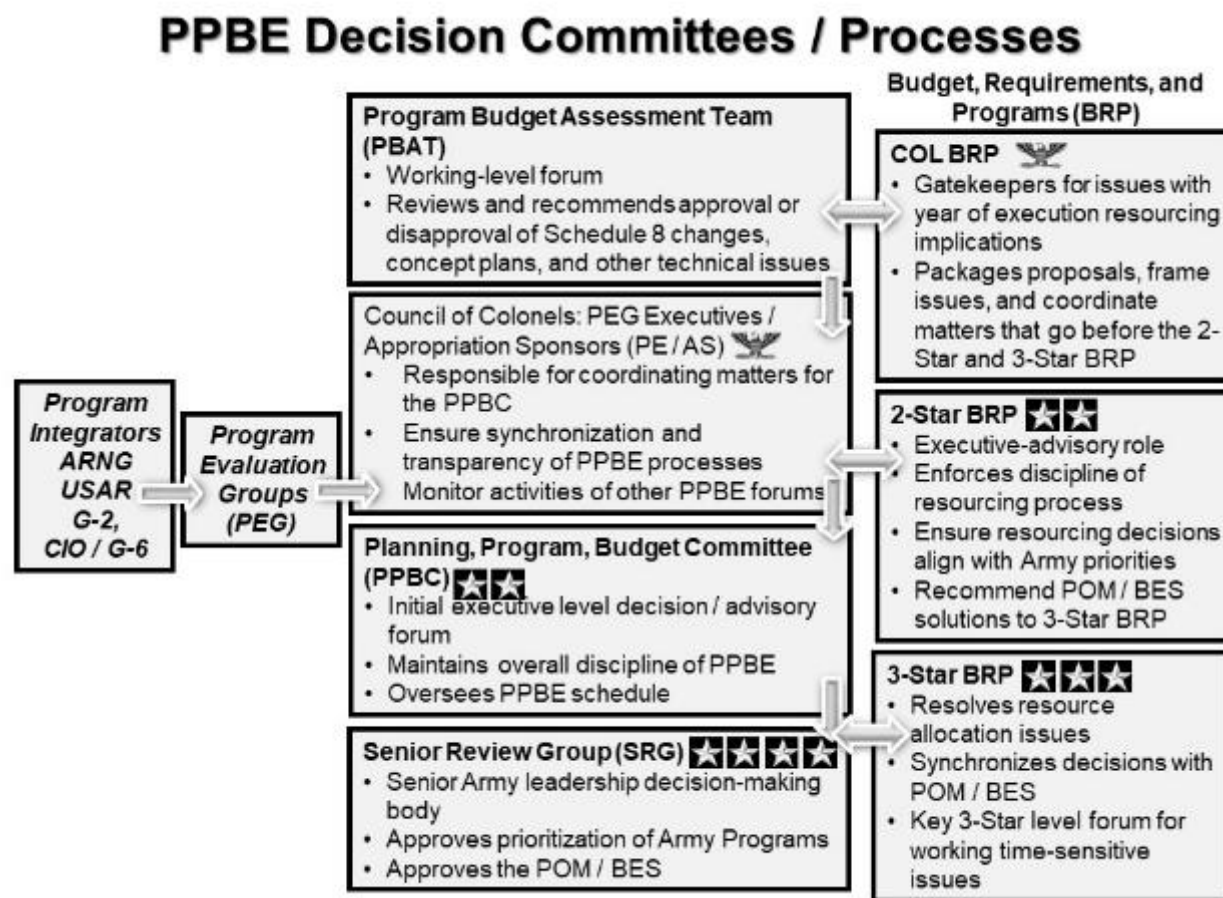 PPBE Decision Committees / Processes
Program
Integrators
ARNG
USAR
G-2,
CIO / G-6
Program
Evaluation
Groups
(PEG)
Program Budget Assessment Team
(PBAT)
• Working-level forum
• Reviews and recommends approval or
disapproval of Schedule 8 changes,
concept plans, and other technical issues
Council of Colonels: PEG Executives /
Appropriation Sponsors (PE / AS)
• Responsible for coordinating matters for
the PPBC
• Ensure synchronization and
transparency of PPBE processes
• Monitor activities of other PPBE forums
Planning, Program, Budget Committee
(PPBC)
• Initial executive level decision / advisory
forum
• Maintains overall discipline of PPBE
• Oversees PPBE schedule
Senior Review Group (SRG)
• Senior Army leadership decision-making
body
• Approves prioritization of Army Programs
• Approves the POM / BES
Budget, Requirements, and
Programs (BRP)
COL BRP
• Gatekeepers for issues with
year of execution resourcing
implications
• Packages proposals, frame
issues, and coordinate
matters that go before the 2-
Star and 3-Star BRP
2-Star BRP
• Executive-advisory role
• Enforces discipline of
resourcing process
• Ensure resourcing decisions
align with Army priorities
• Recommend POM / BES
solutions to 3-Star BRP
3-Star BRP
• Resolves resource
allocation issues
• Synchronizes decisions with
POM / BES
• Key 3-Star level forum for
working time-sensitive
issues